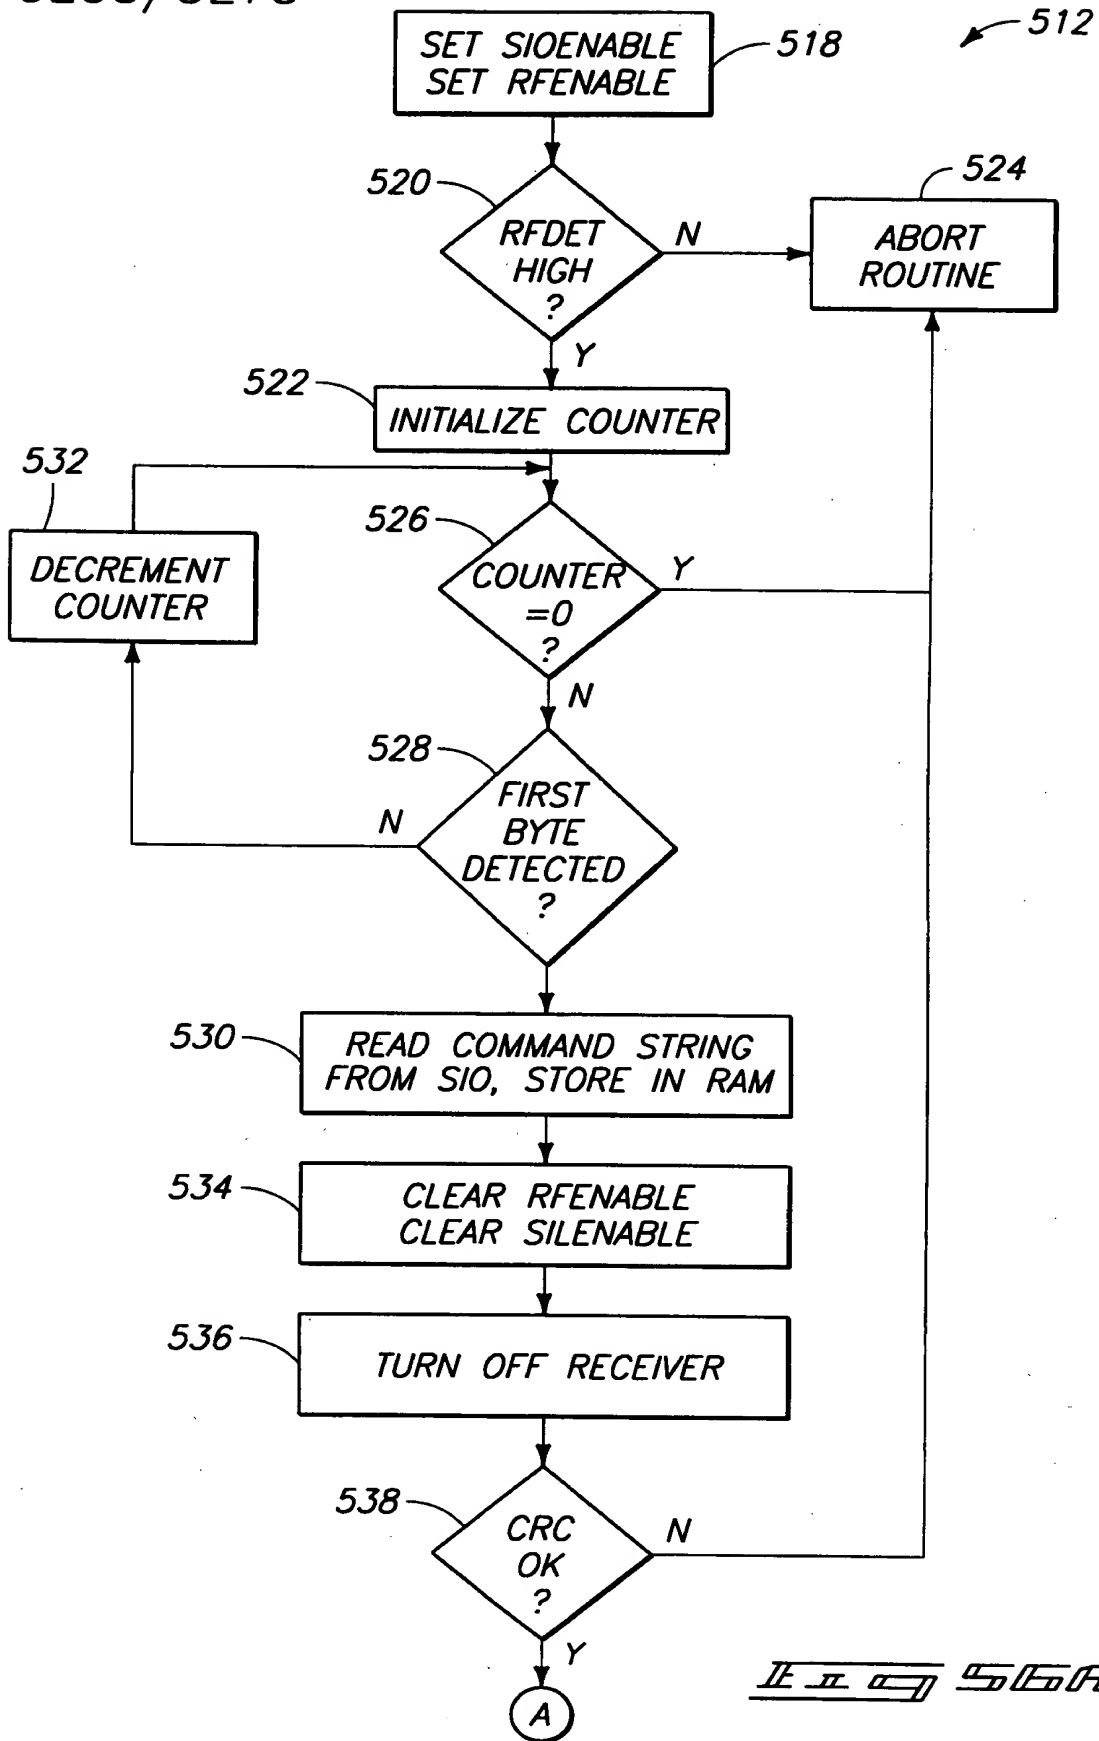 512
SET SIOENABLE
SET RFENABLE
518
520
RFDET
HIGH
?
N
524
ABORT
ROUTINE
Y
522
INITIALIZE COUNTER
532
DECREMENT
COUNTER
526
COUNTER
=0
?
Y
N
528
FIRST
BYTE
DETECTED
?
N
530
READ COMMAND STRING
FROM SIO, STORE IN RAM
534
CLEAR RFENABLE
CLEAR SILENABLE
536
TURN OFF RECEIVER
538
CRC
OK
?
N
Y
A
FIG 56A